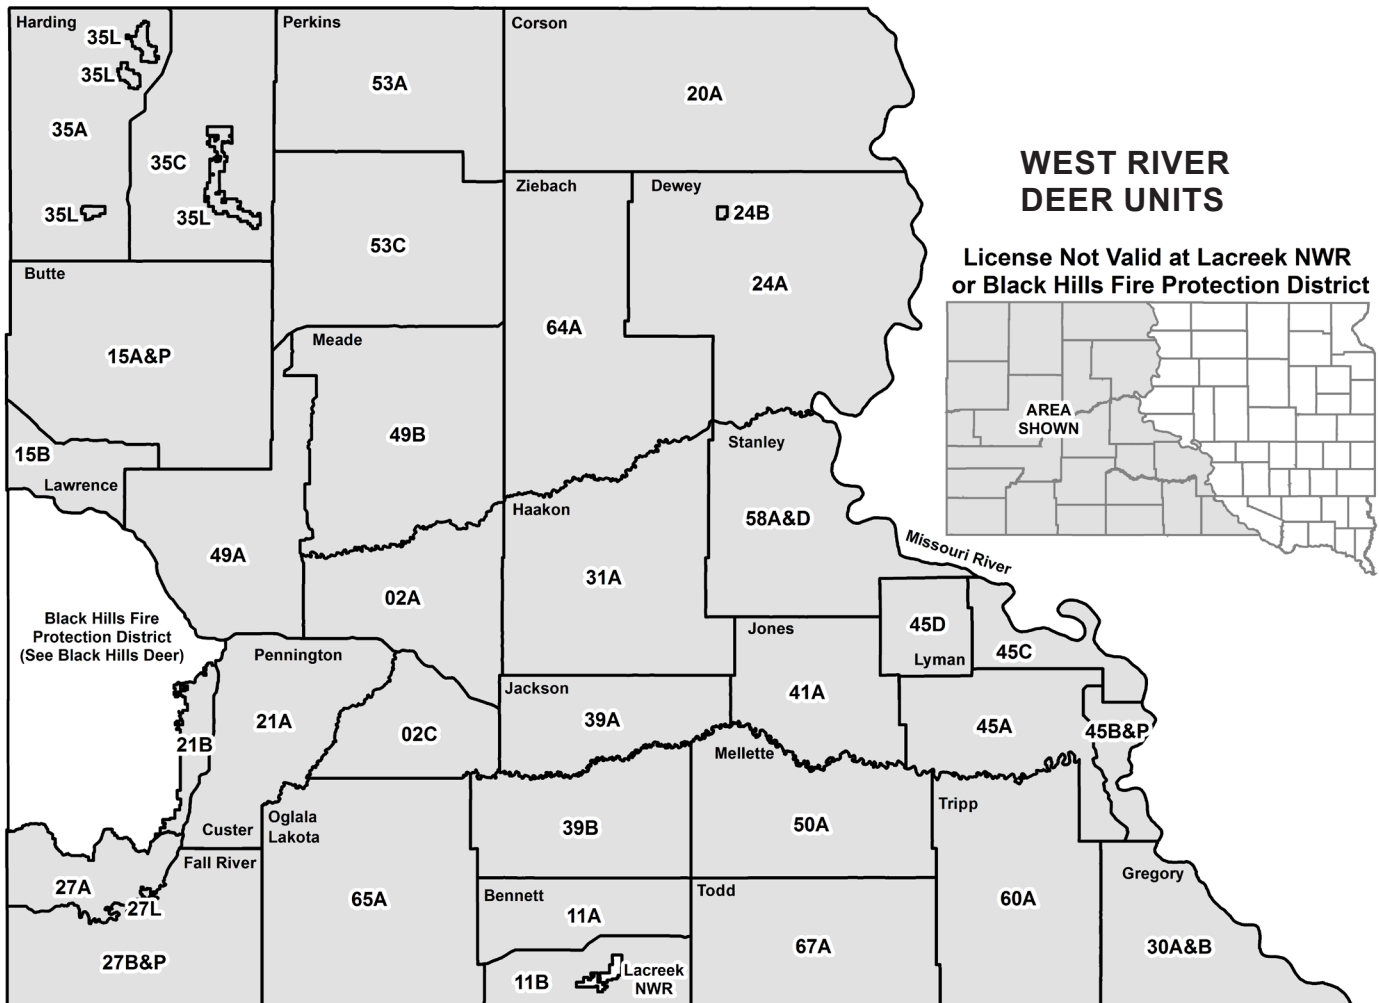 Harding
Perkins
Corson
35L
35L
53A
20A
35A
35C
35L
35L
WEST RIVER
DEER UNITS
Ziebach
Dewey
24B
53C
License Not Valid at Lacreek NWR
or Black Hills Fire Protection District
Butte
24A
64A
Meade
15A&P
AREA
SHOWN
49B
Stanley
15B
Lawrence
Haakon
58A&D
Missouri River
49A
31A
02A
Black Hills Fire
Protection District
(See Black Hills Deer)
45D
Jones
45C
Pennington
Lyman
Jackson
41A
21A
39A
45A
02C
45B&P
21B
Mellette
Tripp
Oglala
Lakota
Custer
39B
50A
Fall River
Gregory
27A
Bennett
Todd
65A
60A
27L
11A
67A
30A&B
27B&P
Lacreek
NWR
11B